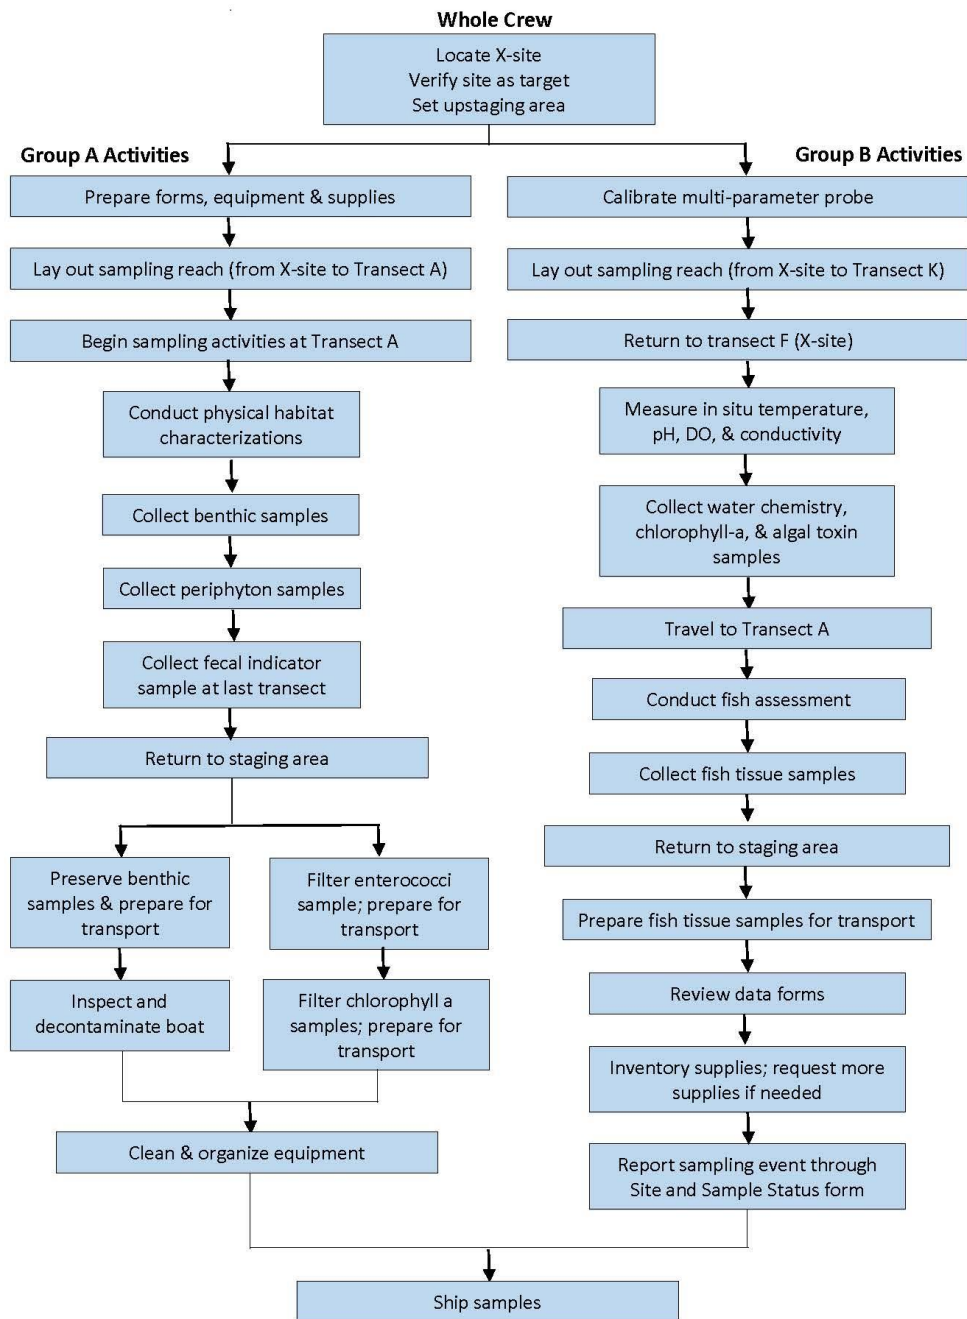 Whole Crew
Locate X-site
Verify site as target
Set upstaging area
Group A Activities
Prepare forms, equipment & supplies
Lay out sampling reach (from X-site to Transect A)
Begin sampling activities at Transect A
Conduct physical habitat
characterizations
Collect benthic samples
Collect periphyton samples
Collect fecal indicator
sample at last transect
Return to staging area
Preserve benthic
samples & prepare for
transport
Inspect and
decontaminate boat
Filter enterococci
sample; prepare for
transport
Filter chlorophyll a
samples; prepare for
transport
Clean & organize equipment
Group B Activities
Calibrate multi-parameter probe
Lay out sampling reach (from X-site to Transect K)
Return to transect F (X-site)
Measure in situ temperature,
pH, DO, & conductivity
Collect water chemistry,
chlorophyll-a, & algal toxin
samples
Travel to Transect A
Conduct fish assessment
Collect fish tissue samples
Return to staging area
Prepare fish tissue samples for transport
Review data forms
Inventory supplies; request more
supplies if needed
Report sampling event through
Site and Sample Status form
Ship samples